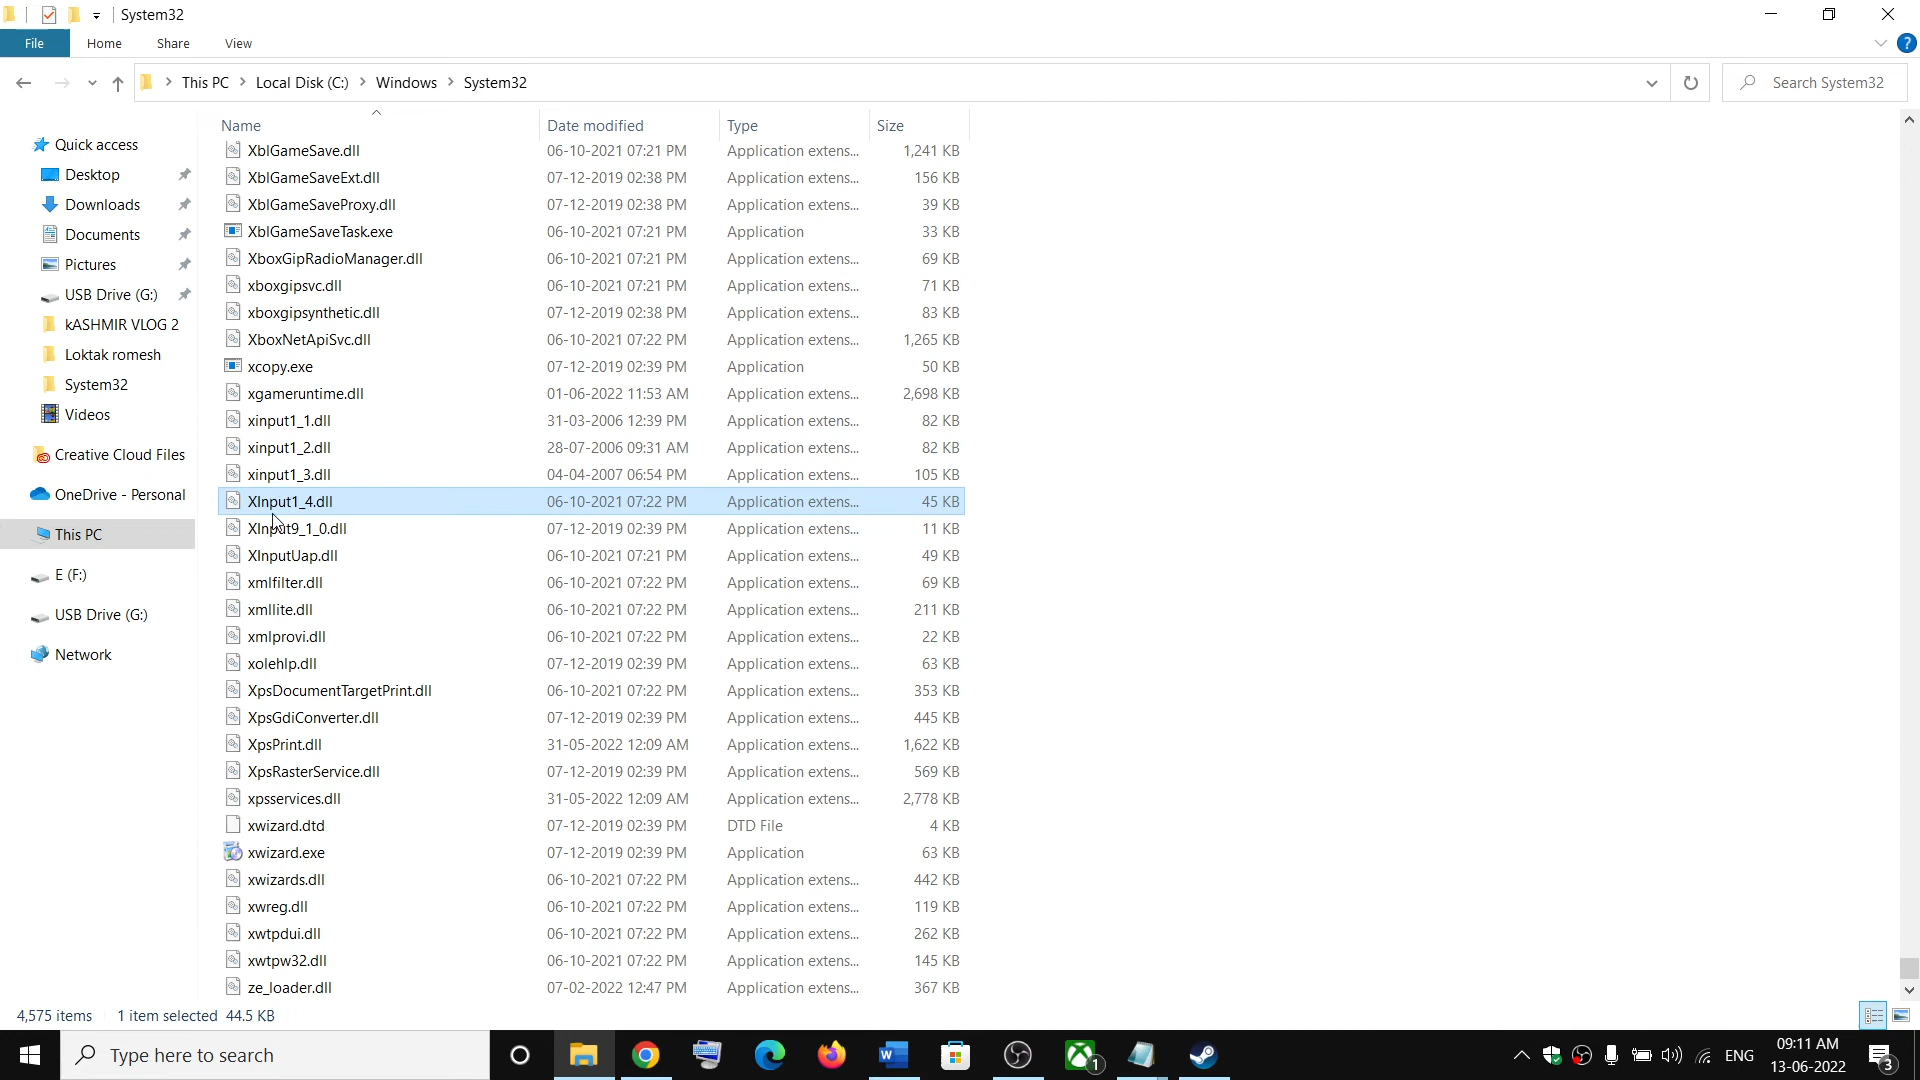 System32
File Home Share View
This PC Local Disk (C:) Windows System32
Search System32
Name Date modified Type Size
Quick access
Desktop
Downloads
Documents
Pictures
USB Drive (G:)
kASHMIR VLOG 2
Loktak romesh
System32
Videos
Creative Cloud Files
OneDrive - Personal
This PC
E (F:)
USB Drive (G:)
Network
XblGameSave.dll 06-10-2021 07:21 PM Application extens... 1,241 KB
XblGameSaveExt.dll 07-12-2019 02:38 PM Application extens... 156 KB
XblGameSaveProxy.dll 07-12-2019 02:38 PM Application extens... 39 KB
XblGameSaveTask.exe 06-10-2021 07:21 PM Application 33 KB
XboxGipRadioManager.dll 06-10-2021 07:21 PM Application extens... 69 KB
xboxgipsvc.dll 06-10-2021 07:21 PM Application extens... 71 KB
xboxgipsynthetic.dll 07-12-2019 02:38 PM Application extens... 83 KB
XboxNetApiSvc.dll 06-10-2021 07:22 PM Application extens... 1,265 KB
xcopy.exe 07-12-2019 02:39 PM Application 50 KB
xgameruntime.dll 01-06-2022 11:53 AM Application extens... 2,698 KB
xinput1_1.dll 31-03-2006 12:39 PM Application extens... 82 KB
xinput1_2.dll 28-07-2006 09:31 AM Application extens... 82 KB
xinput1_3.dll 04-04-2007 06:54 PM Application extens... 105 KB
XInput1_4.dll 06-10-2021 07:22 PM Application extens... 45 KB
XInput9_1_0.dll 07-12-2019 02:39 PM Application extens... 11 KB
XInputUap.dll 06-10-2021 07:21 PM Application extens... 49 KB
xmlfilter.dll 06-10-2021 07:22 PM Application extens... 69 KB
xmllite.dll 06-10-2021 07:22 PM Application extens... 211 KB
xmlprovi.dll 06-10-2021 07:22 PM Application extens... 22 KB
xolehlp.dll 07-12-2019 02:39 PM Application extens... 63 KB
XpsDocumentTargetPrint.dll 06-10-2021 07:22 PM Application extens... 353 KB
XpsGdiConverter.dll 07-12-2019 02:39 PM Application extens... 445 KB
XpsPrint.dll 31-05-2022 12:09 AM Application extens... 1,622 KB
XpsRasterService.dll 07-12-2019 02:39 PM Application extens... 569 KB
xpsservices.dll 31-05-2022 12:09 AM Application extens... 2,778 KB
xwizard.dtd 07-12-2019 02:39 PM DTD File 4 KB
xwizard.exe 07-12-2019 02:39 PM Application 63 KB
xwizards.dll 06-10-2021 07:22 PM Application extens... 442 KB
xwreg.dll 06-10-2021 07:22 PM Application extens... 119 KB
xwtpdui.dll 06-10-2021 07:22 PM Application extens... 262 KB
xwtpw32.dll 06-10-2021 07:22 PM Application extens... 145 KB
ze_loader.dll 07-02-2022 12:47 PM Application extens... 367 KB
4,575 items 1 item selected 44.5 KB
Type here to search
1
ENG
09:11 AM
13-06-2022
3